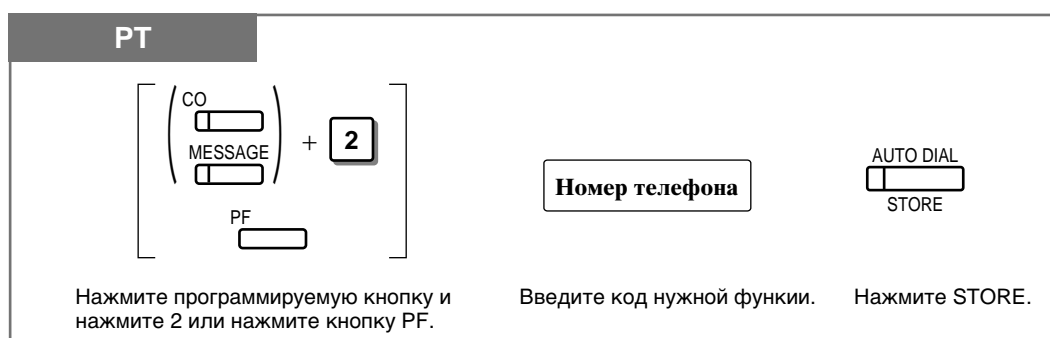 PT
CO
MESSAGE
+ 2
PF
Номер телефона
AUTO DIAL
STORE
Нажмите программируемую кнопку и
нажмите 2 или нажмите кнопку PF.
Введите код нужной функии.
Нажмите STORE.